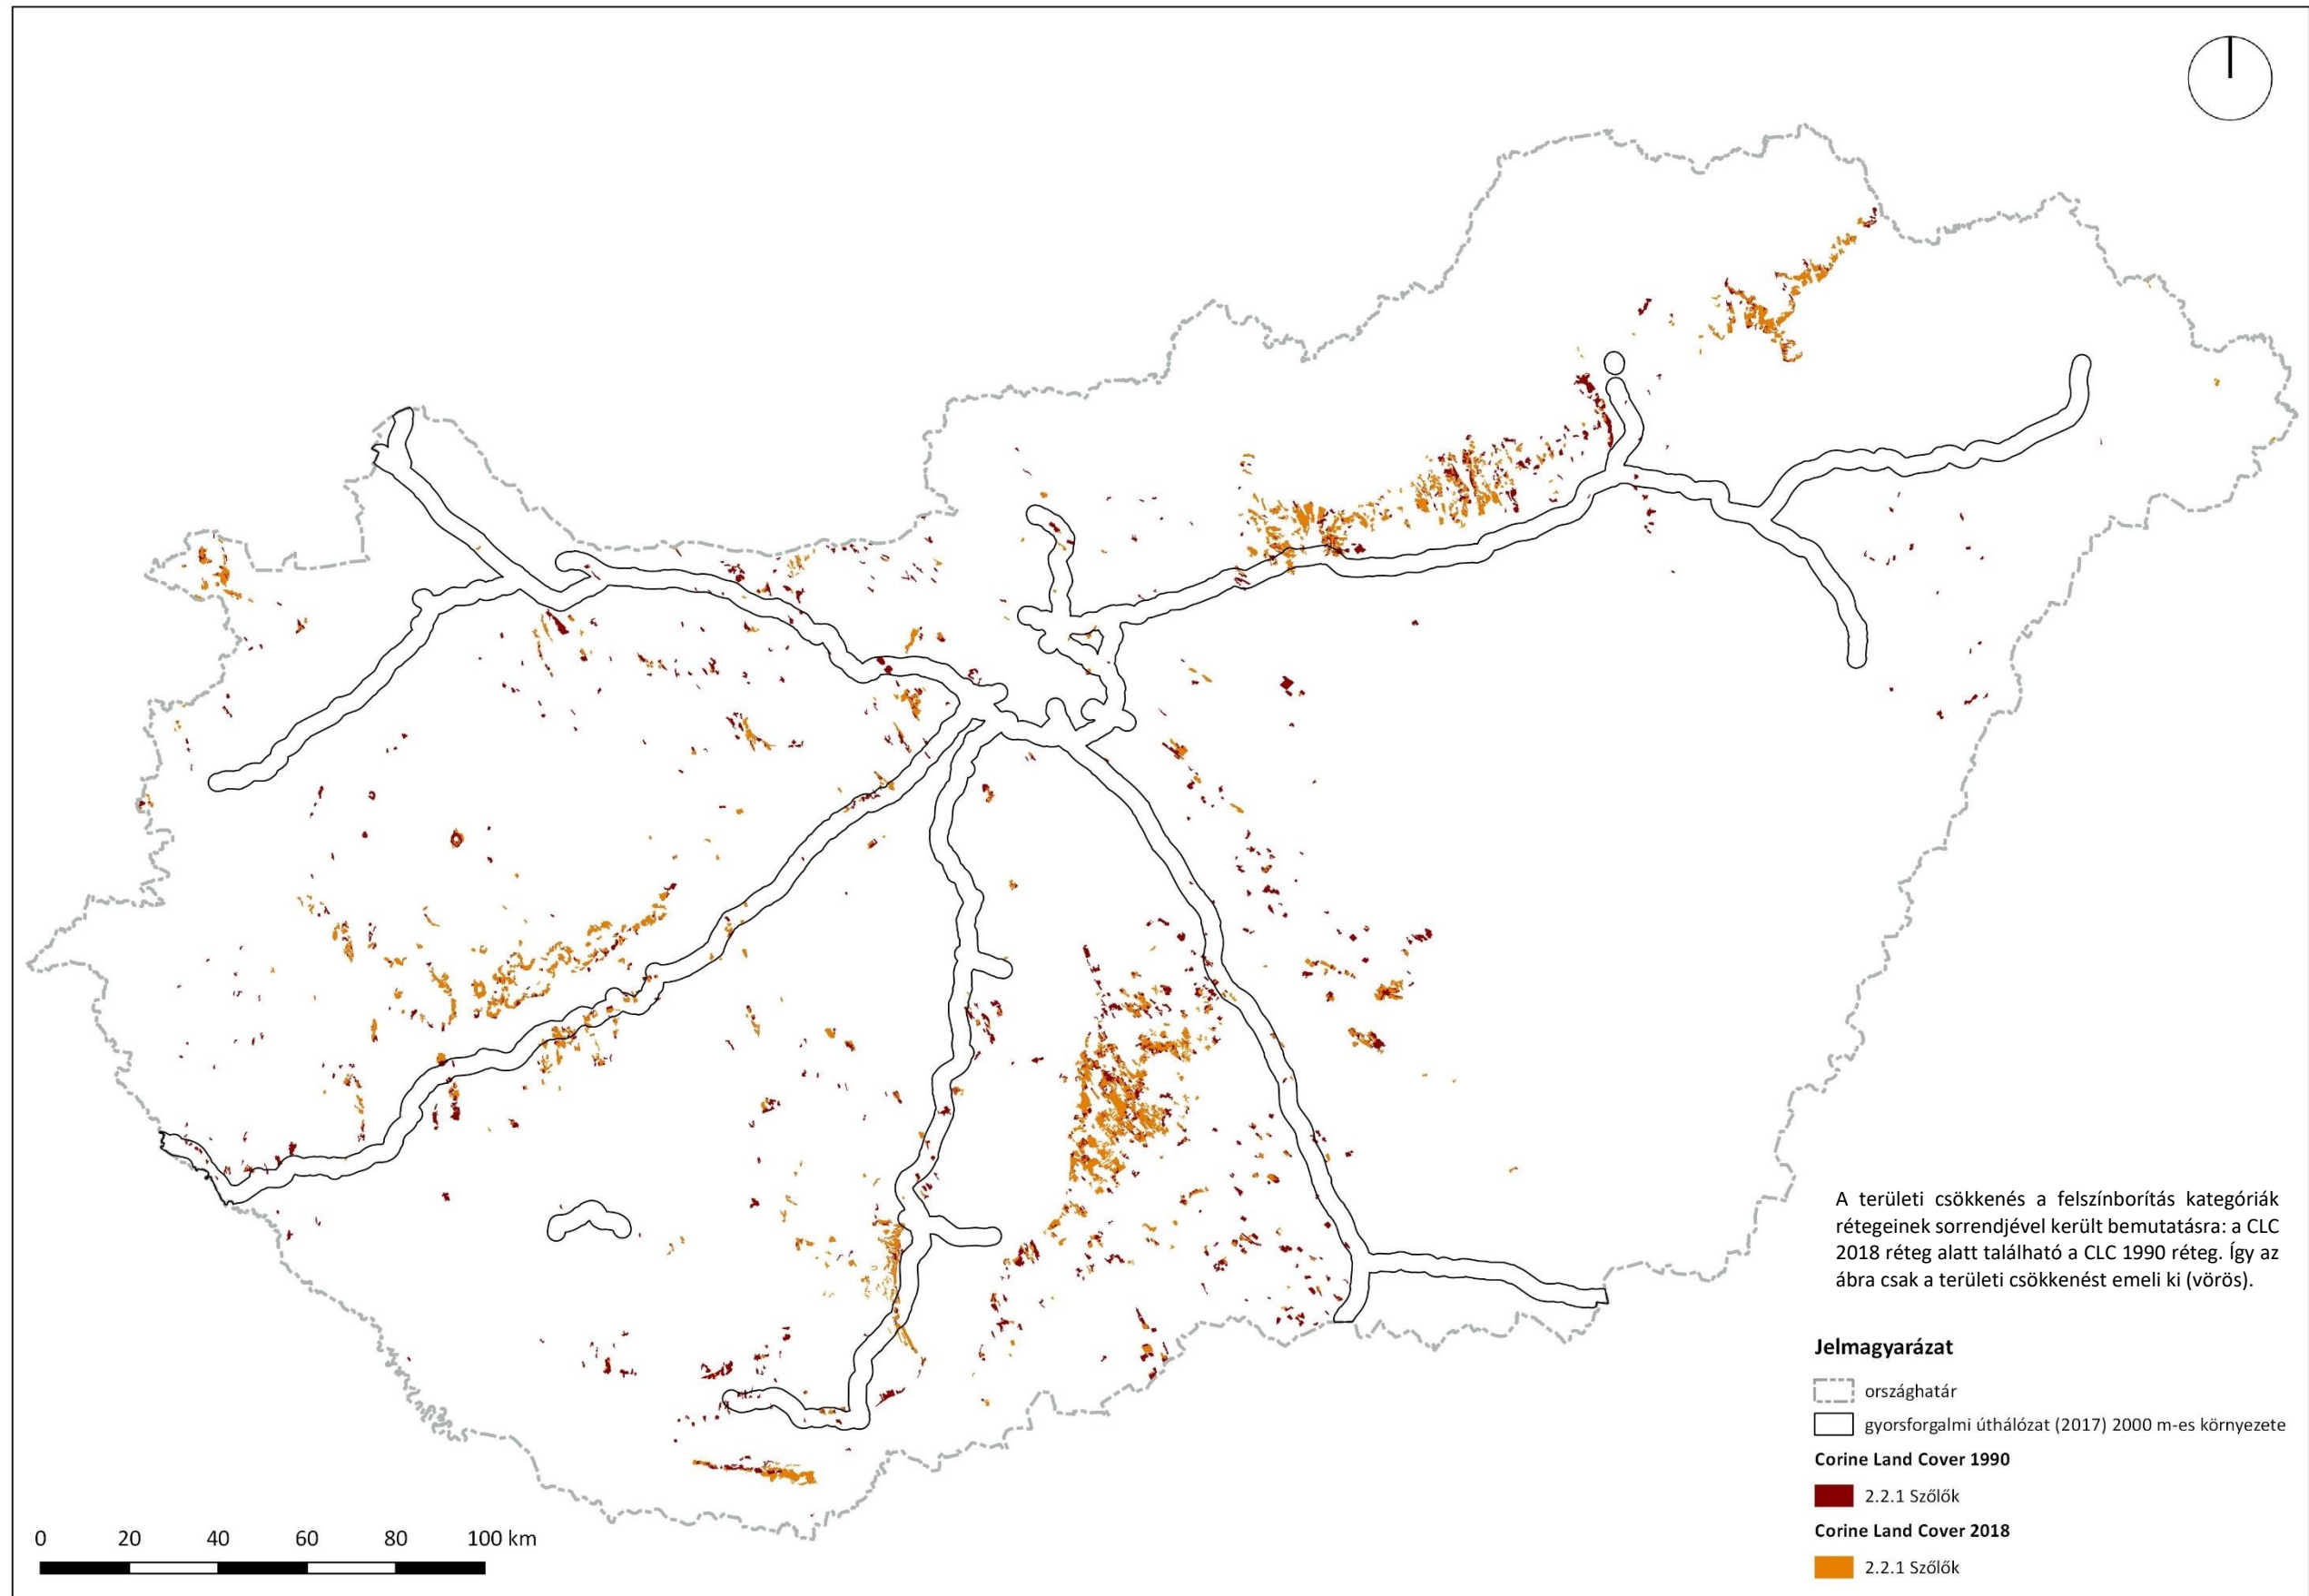 A területi csökkenés a felszínborítás kategóriák
rétegeinek sorrendjével került bemutatásra: a CLC
2018 réteg alatt található a CLC 1990 réteg. Így az
ábra csak a területi csökkenést emeli ki (vörös).
Jelmagyarázat
országhatár
gyorsforgalmi úthálózat (2017) 2000 m-es környezete
Corine Land Cover 1990
2.2.1 Szőlők
Corine Land Cover 2018
2.2.1 Szőlők
0 20 40 60 80 100 km